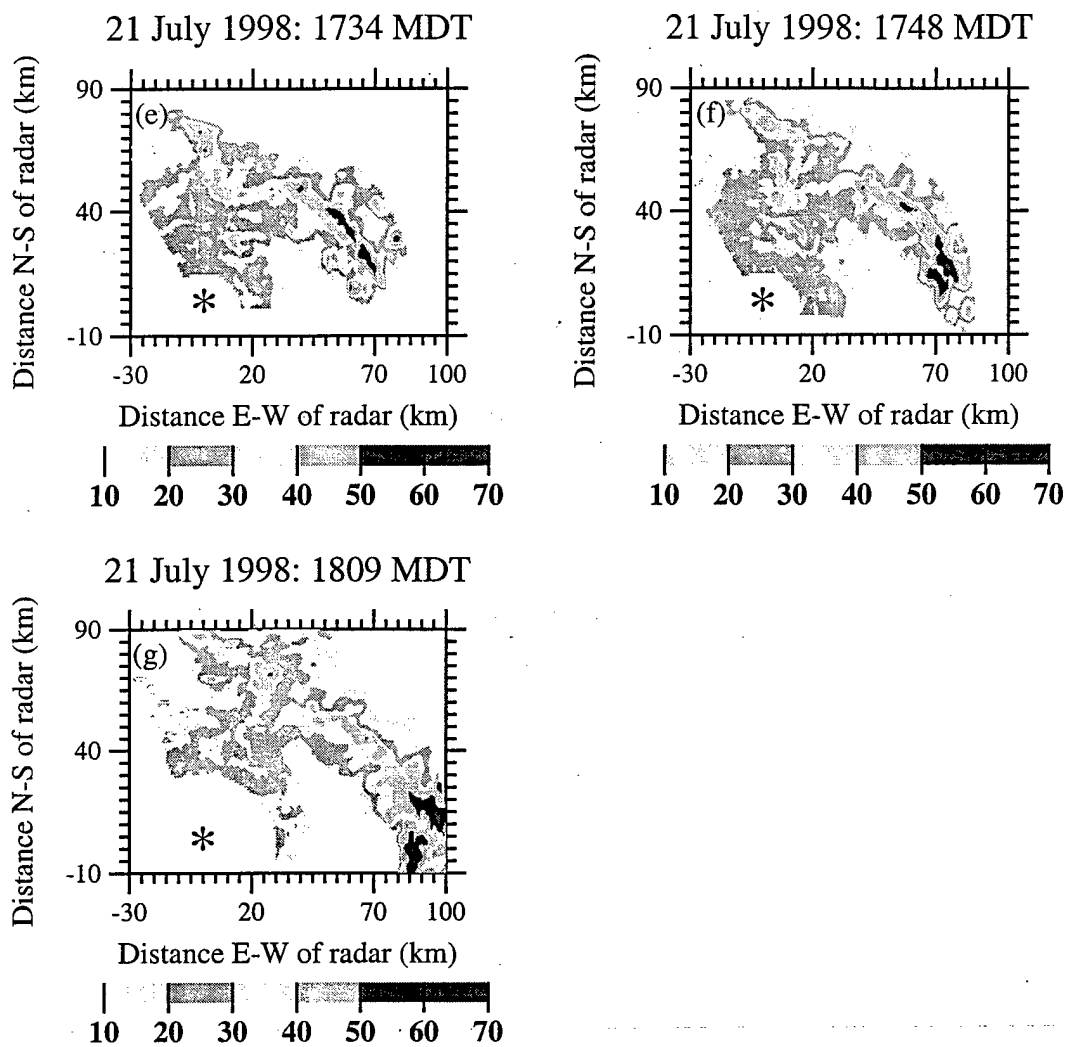 21 July 1998: 1734 MDT
Distance N-S of radar (km)
90
40
-10
(e)
*
-30 20 70 100
Distance E-W of radar (km)
10 20 30 40 50 60 70
21 July 1998: 1748 MDT
Distance N-S of radar (km)
90
40
-10
(f)
*
-30 20 70 100
Distance E-W of radar (km)
10 20 30 40 50 60 70
21 July 1998: 1809 MDT
Distance N-S of radar (km)
90
40
-10
(g)
*
-30 20 70 100
Distance E-W of radar (km)
10 20 30 40 50 60 70